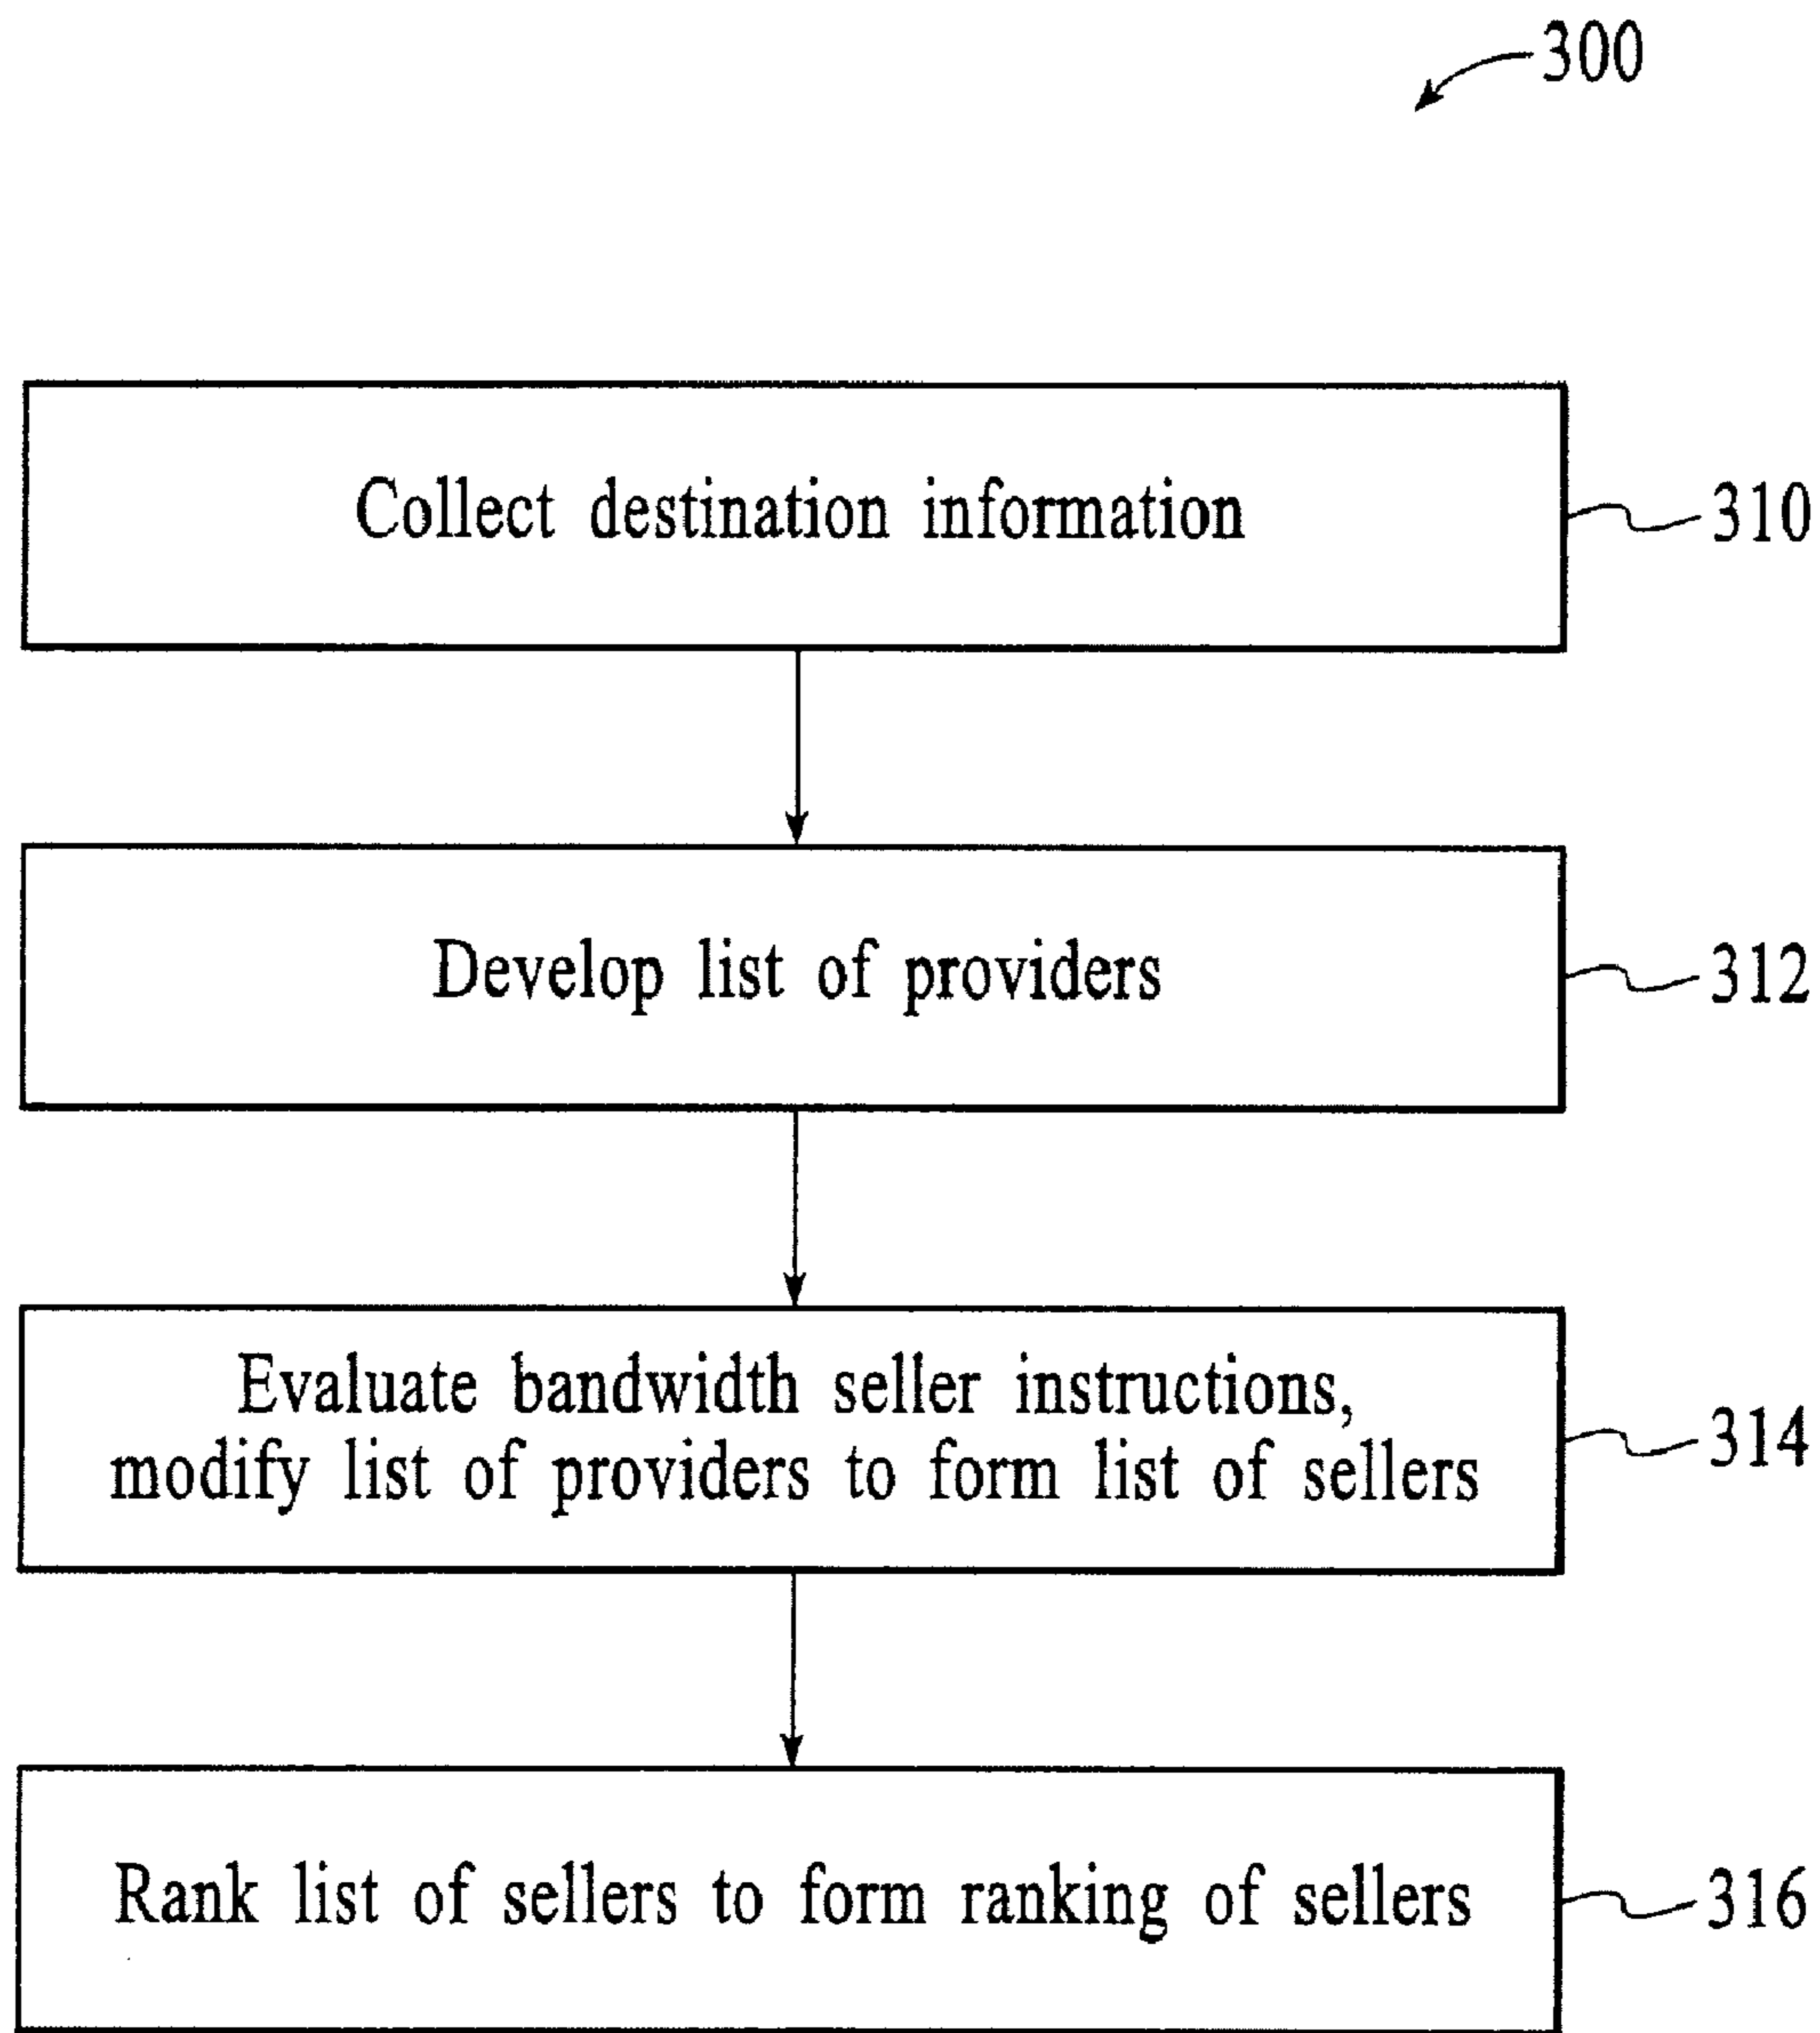 300
Collect destination information
310
Develop list of providers
312
Evaluate bandwidth seller instructions,
modify list of providers to form list of sellers
314
Rank list of sellers to form ranking of sellers
316